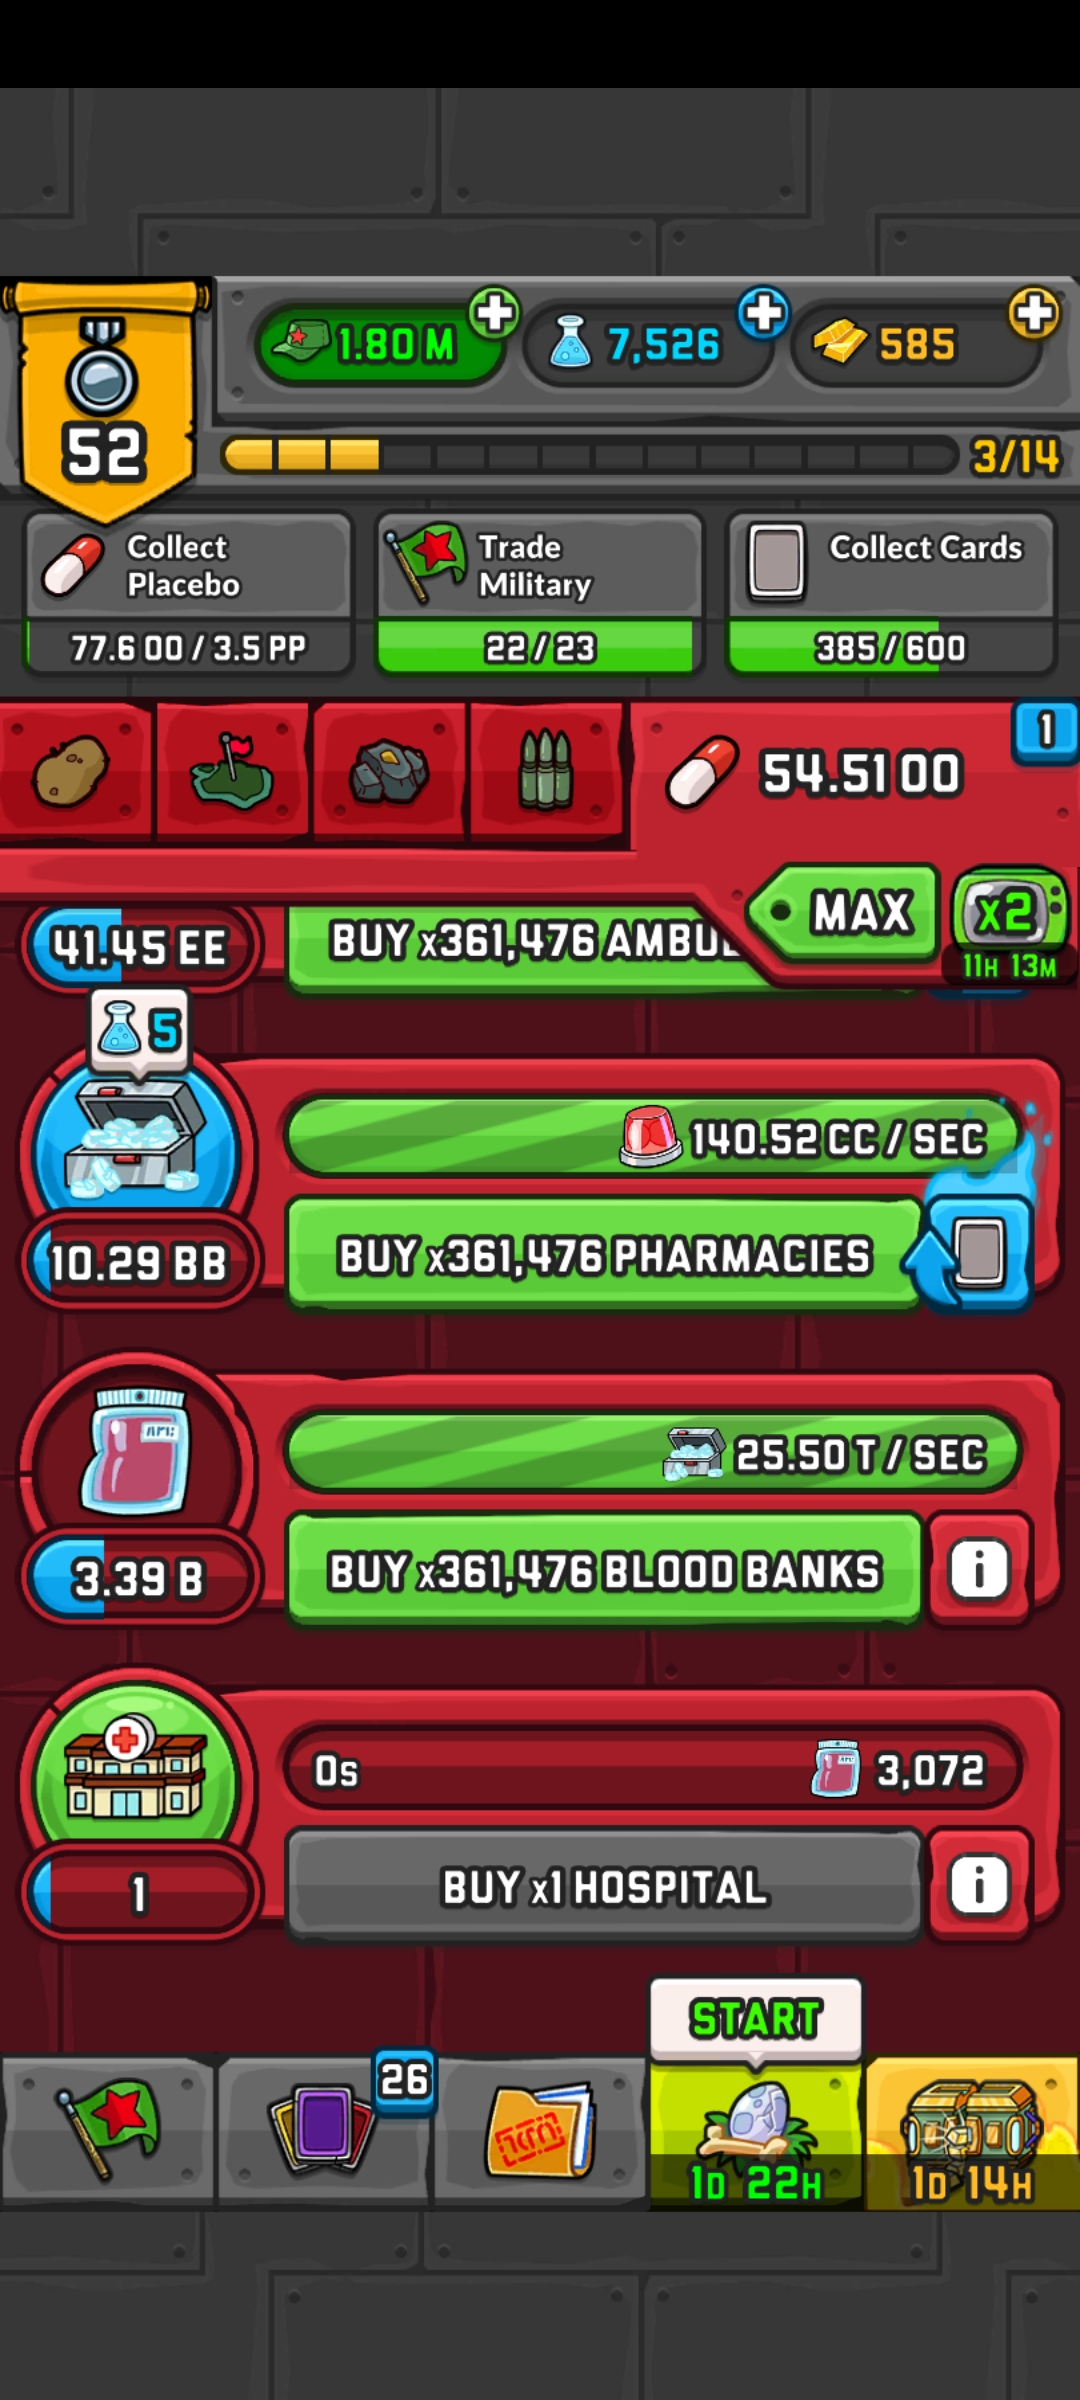 1.80 M
7,526
585
52
3/14
Collect
Placebo
77.6 OO / 3.5 PP
Trade
Military
22 / 23
Collect Cards
385 / 600
1
54.51 OO
MAX
x2
11H 13M
41.45 EE
BUY x361,476
5
140.52 CC / SEC
10.29 BB
BUY x361,476 PHARMACIES
25.50 T / SEC
3.39 B
BUY x361,476 BLOOD BANKS
i
0s
3,072
1
BUY x1 HOSPITAL
i
START
26
1D 22H
1D 14H